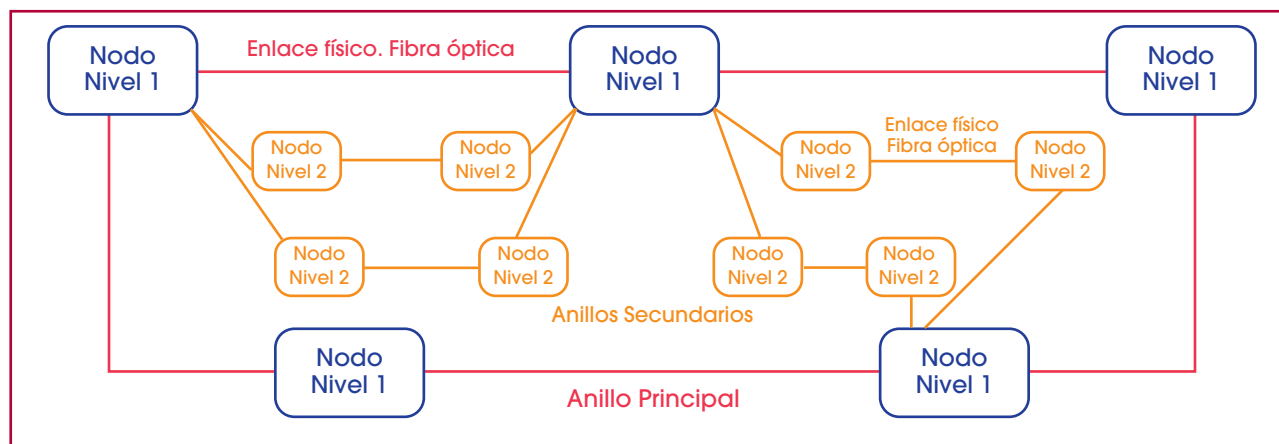 Nodo
Nivel 1
Enlace físico. Fibra óptica
Nodo
Nivel 1
Nodo
Nivel 1
Nodo
Nivel 2
Nodo
Nivel 2
Nodo
Nivel 2
Enlace físico
Fibra óptica
Nodo
Nivel 2
Nodo
Nivel 2
Nodo
Nivel 2
Nodo
Nivel 2
Nodo
Nivel 2
Anillos Secundarios
Nodo
Nivel 1
Anillo Principal
Nodo
Nivel 1